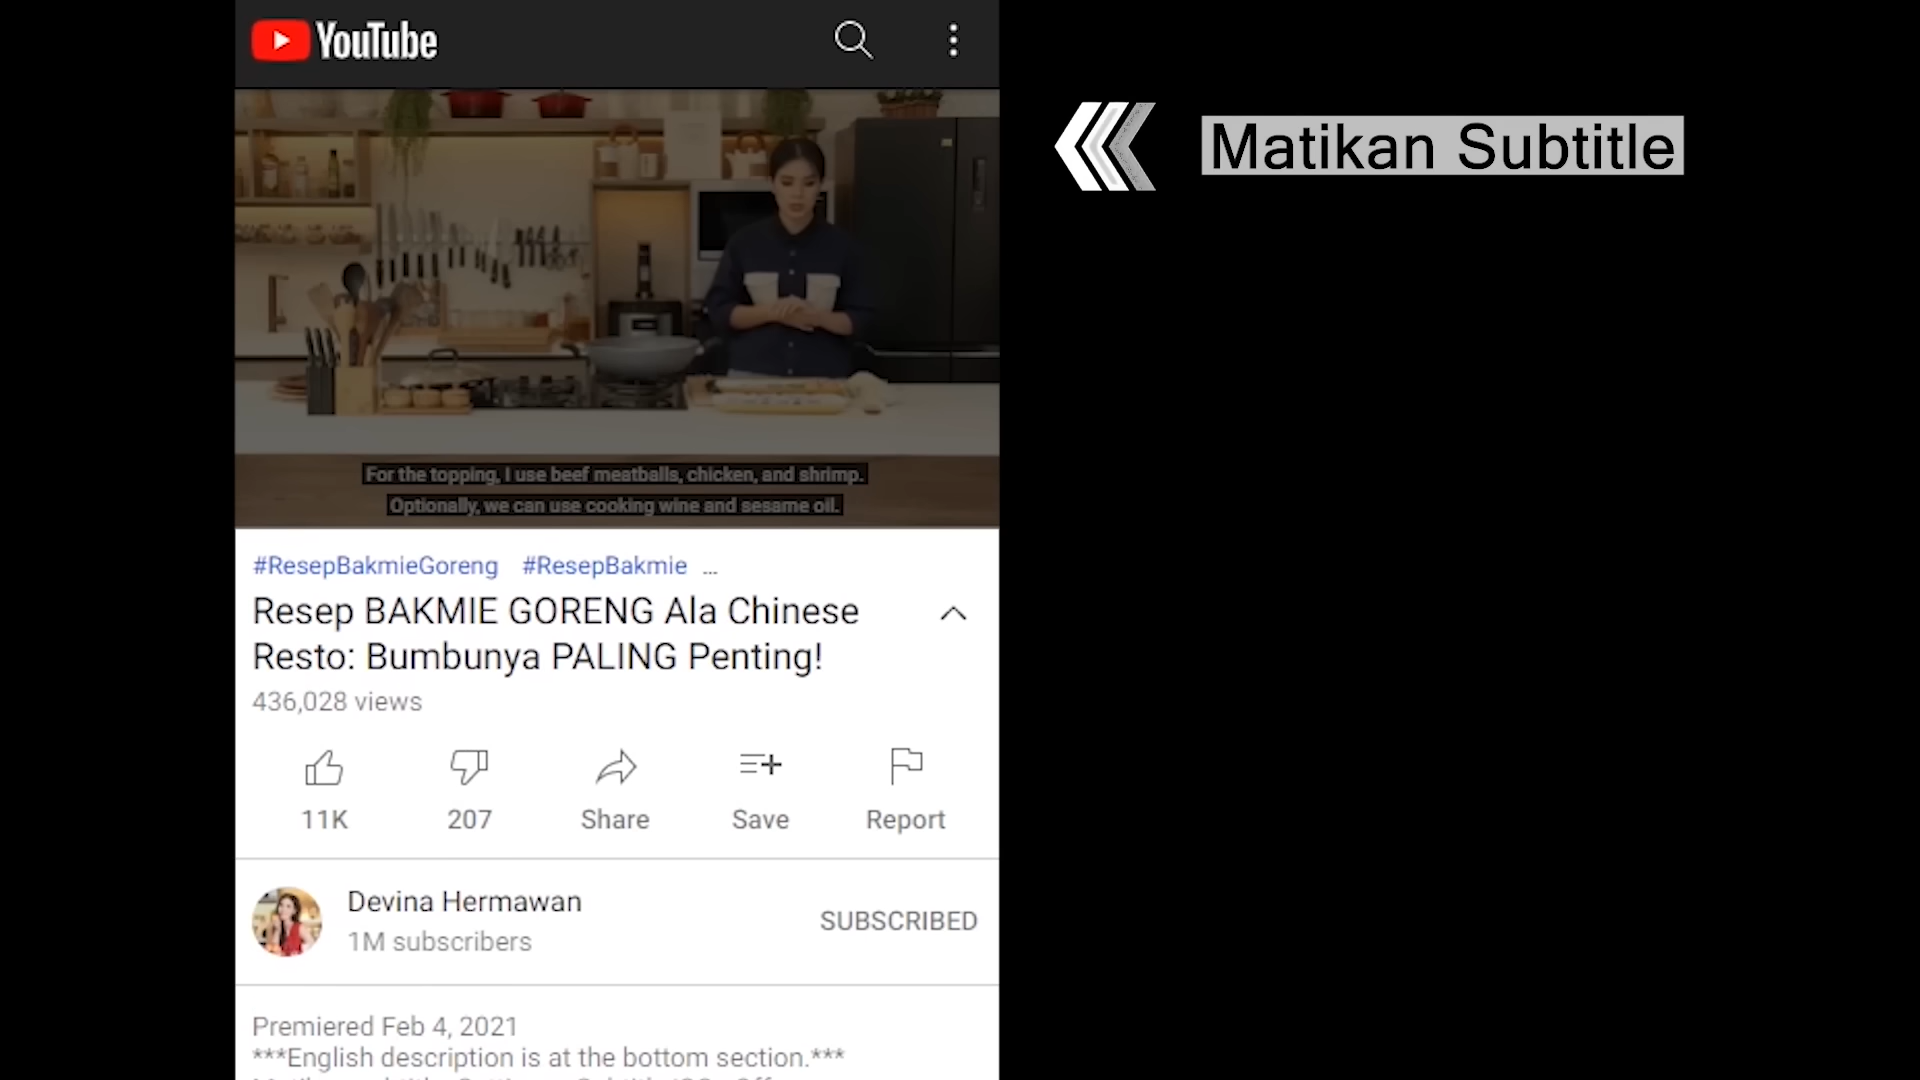 YouTube
Matikan Subtitle
For the topping, I use beef meatballs, chicken, and shrimp.
Optionally, we can use cooking wine and sesame oil.
#ResepBakmieGoreng #ResepBakmie ...
Resep BAKMIE GORENG Ala Chinese
Resto: Bumbunya PALING Penting!
436,028 views
11K 207 Share Save Report
Devina Hermawan
1M subscribers
SUBSCRIBED
Premiered Feb 4, 2021
***English description is at the bottom section.***